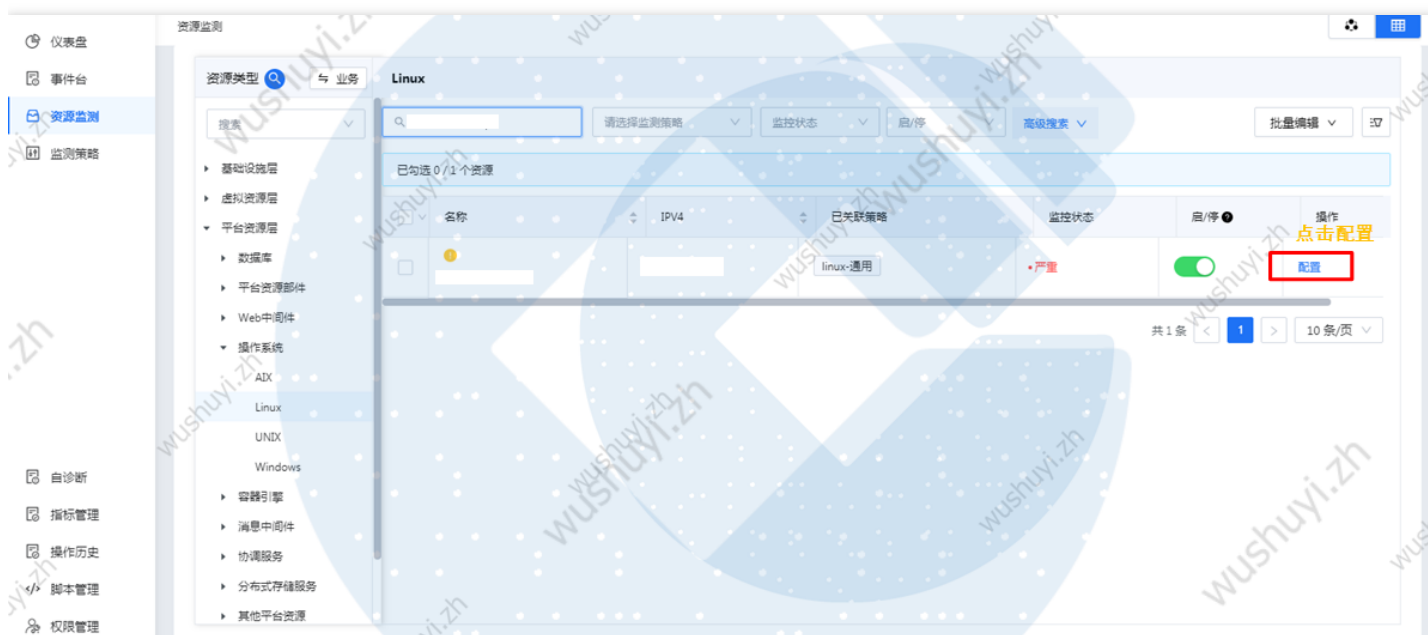 资源监测
仪表盘
事件台
资源监测
监测策略
自诊断
指标管理
操作历史
脚本管理
权限管理
资源类型
业务
搜索
基础设施层
虚拟资源层
平台资源层
数据库
平台资源部件
Web中间件
操作系统
AIX
Linux
UNIX
Windows
容器引擎
消息中间件
协调服务
分布式存储服务
其他平台资源
Linux
请选择监测策略 监控状态 启/停 高级搜索 批量编辑
已勾选 0 / 1 个资源
名称 IPV4 已关联策略 监控状态 启/停 操作
点击配置
linux-通用 严重 配置
共 1 条 < 1 > 10 条/页
wushuyi.zh